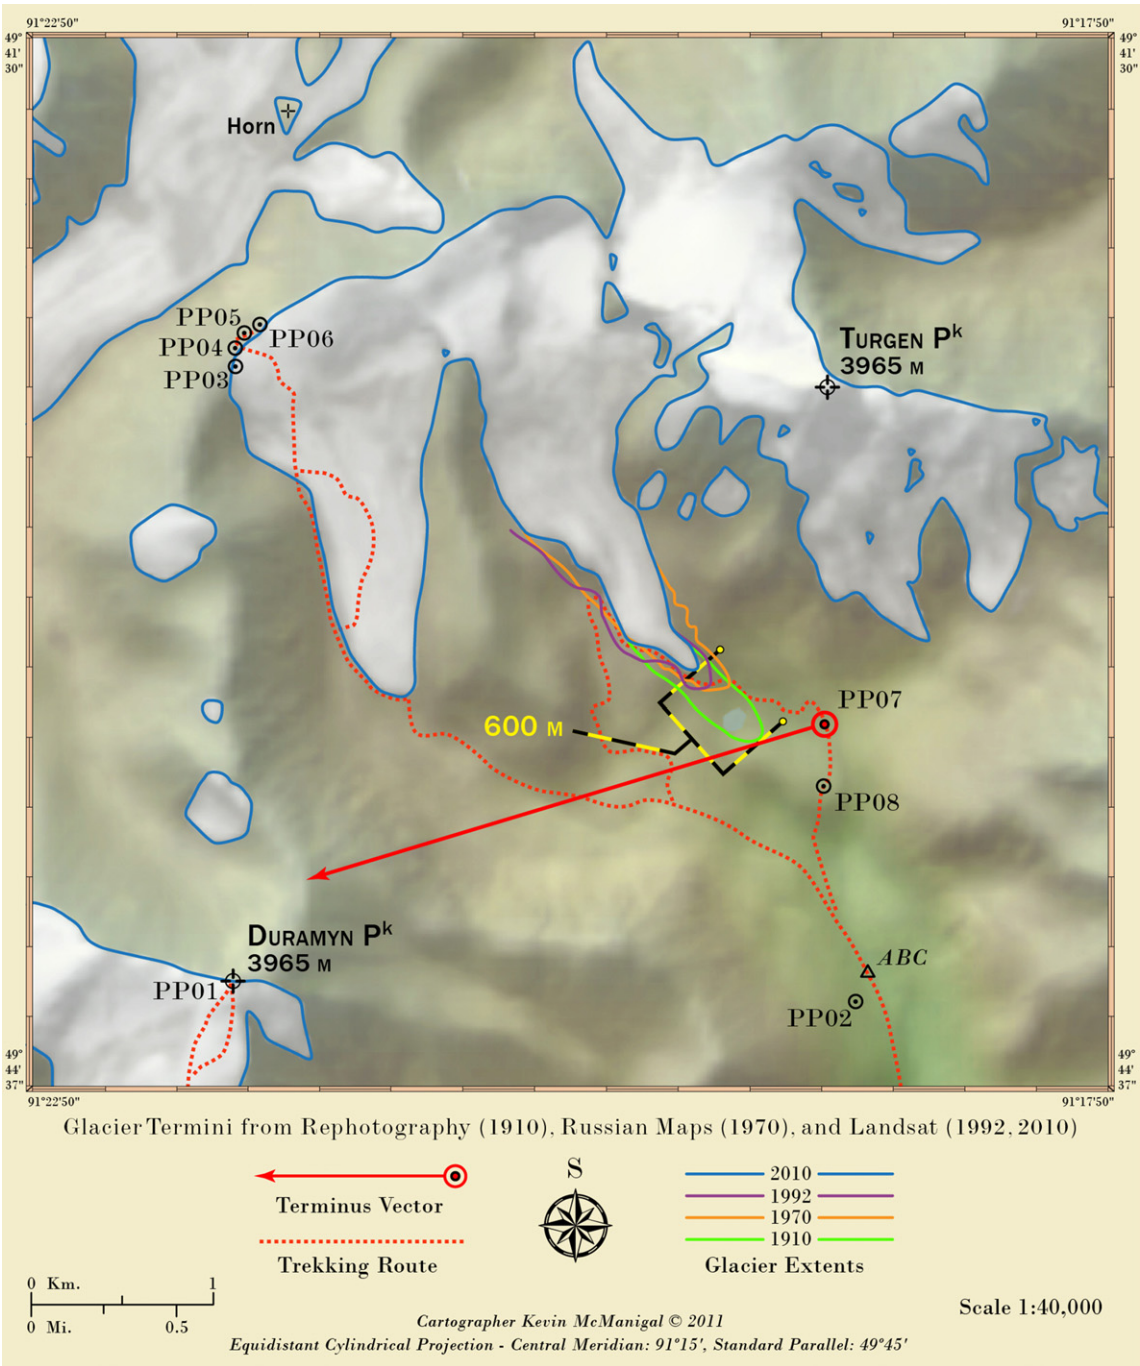 91°22'50"
91°17'50"
49°
41'
30"
49°
41'
30"
Horn
PP05
PP06
PP04
PP03
TURGEN Pk
3965 M
PP07
600 M
PP08
DURAMYN Pk
3965 M
ABC
PP01
PP02
49°
44'
37"
49°
44'
37"
91°22'50"
91°17'50"
Glacier Termini from Rephotography (1910), Russian Maps (1970), and Landsat (1992, 2010)
S
Terminus Vector
Trekking Route
2010
1992
1970
1910
Glacier Extents
0 Km. 1
0 Mi. 0.5
Scale 1:40,000
Cartographer Kevin McManigal © 2011
Equidistant Cylindrical Projection - Central Meridian: 91°15', Standard Parallel: 49°45'